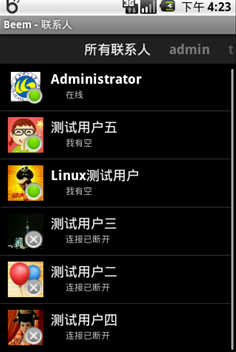 下午 4:23
Beem - 联系人
所有联系人 admin t
Administrator
在线
测试用户五
我有空
Linux测试用户
我有空
测试用户三
连接已断开
测试用户二
连接已断开
测试用户四
连接已断开